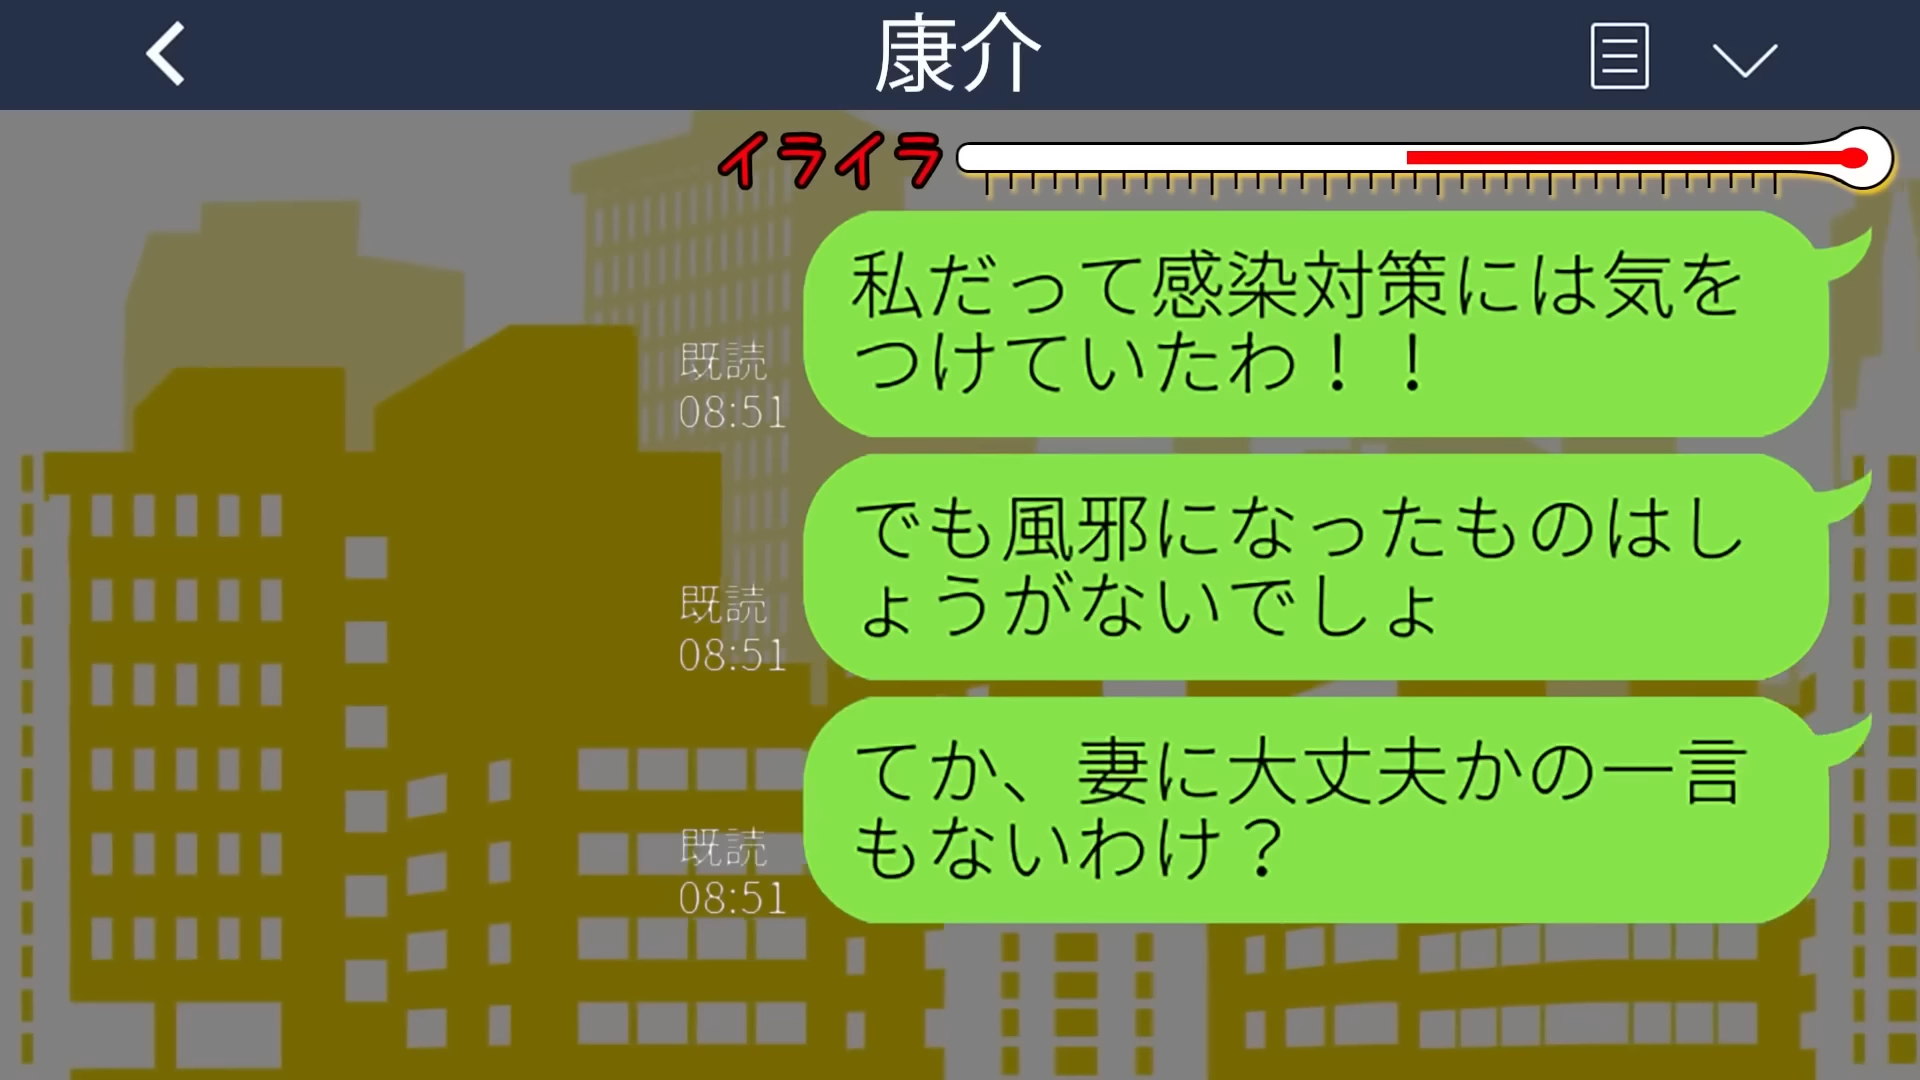 康介
イライラ
私だって感染対策には気を
つけていたわ！！
既読
08:51
でも風邪になったものはし
ょうがないでしょ
既読
08:51
てか、妻に大丈夫かの一言
もないわけ？
既読
08:51